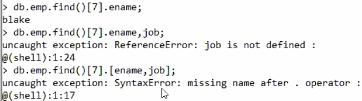 > db.emp.find()[7].ename;
blake
> db.emp.find()[7].ename,job;
uncaught exception: ReferenceError: job is not defined :
@(shell):1:24
> db.emp.find()[7].[ename,job];
uncaught exception: SyntaxError: missing name after . operator :
@(shell):1:17